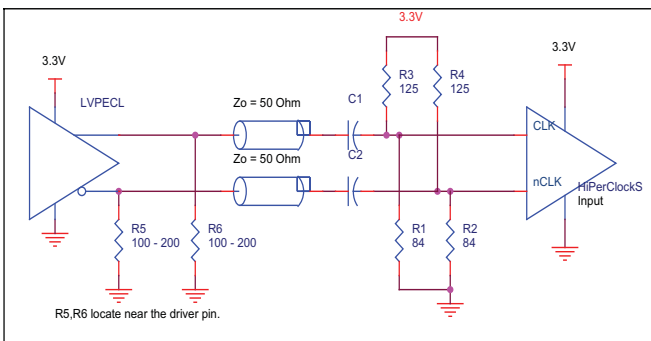 3.3V
3.3V
3.3V
LVPECL
Zo = 50 Ohm
C1
R3
125
R4
125
CLK
Zo = 50 Ohm
C2
nCLK
HiPerClockS
Input
R5
100 - 200
R6
100 - 200
R1
84
R2
84
R5,R6 locate near the driver pin.